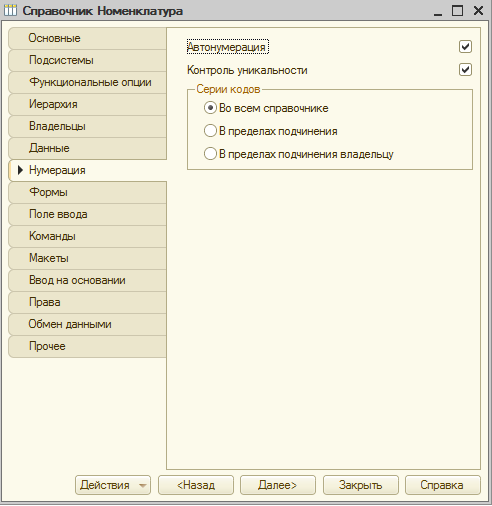 Справочник Номенклатура
Основные
Подсистемы
Функциональные опции
Иерархия
Владельцы
Данные
Нумерация
Формы
Поле ввода
Команды
Макеты
Ввод на основании
Права
Обмен данными
Прочее
Автонумерация
Контроль уникальности
Серии кодов
Во всем справочнике
В пределах подчинения
В пределах подчинения владельцу
Действия
<Назад
Далее>
Закрыть
Справка